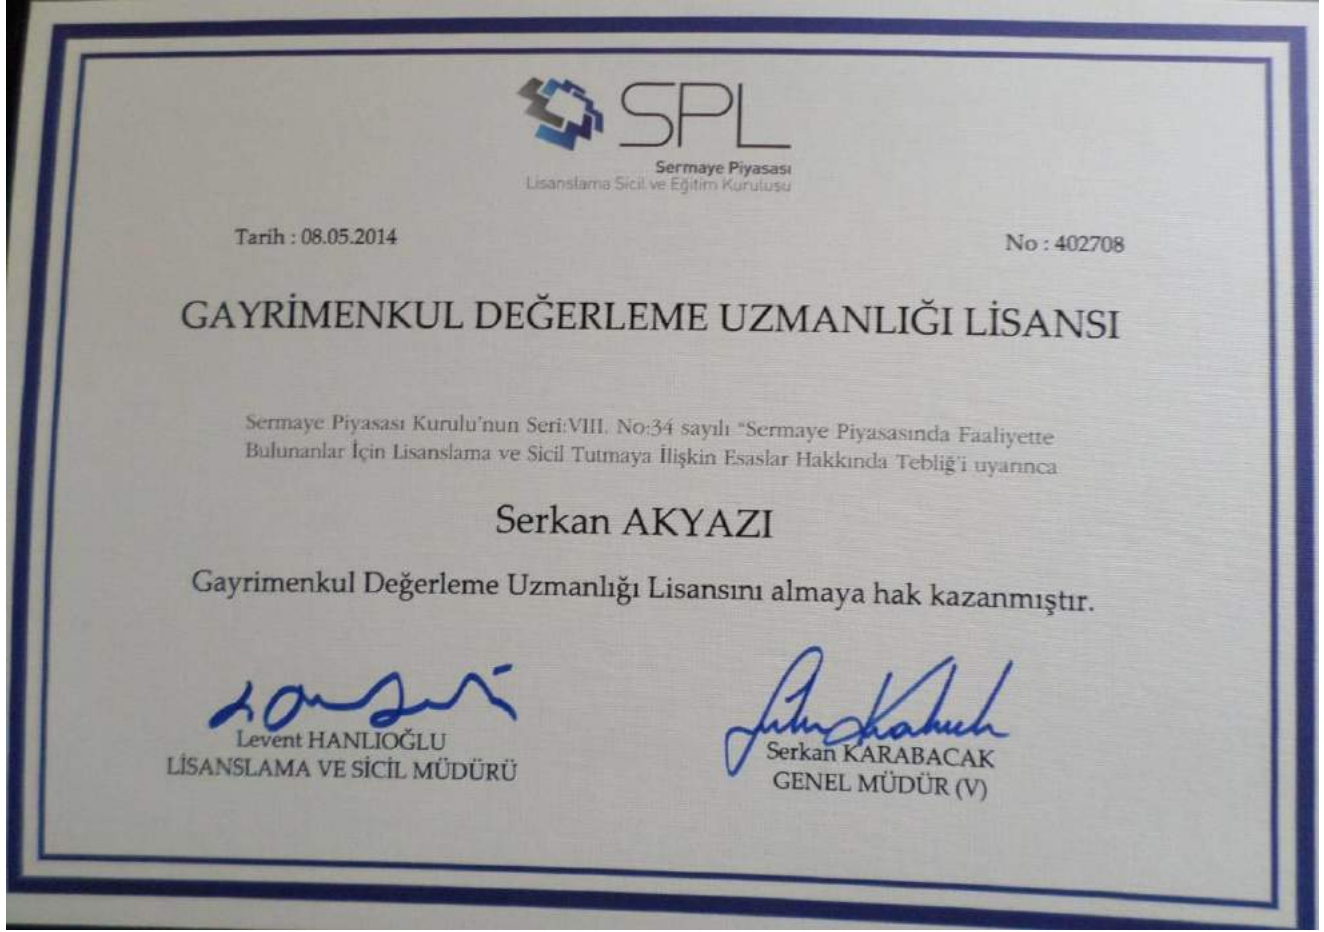 SPL
Sermaye Piyasası
Lisanslama Sicil ve Eğitim Kuruluşu
Tarih : 08.05.2014
No : 402708
GAYRİMENKUL DEĞERLEME UZMANLIĞI LİSANSI
Sermaye Piyasası Kurulu'nun Seri:VIII. No:34 sayılı "Sermaye Piyasasında Faaliyette
Bulunanlar İçin Lisanslama ve Sicil Tutmaya İlişkin Esaslar Hakkında Tebliğ'i uyarınca
Serkan AKYAZI
Gayrimenkul Değerleme Uzmanlığı Lisansını almaya hak kazanmıştır.
Levent HANLIOĞLU
LİSANSLAMA VE SİCİL MÜDÜRÜ
Serkan KARABACAK
GENEL MÜDÜR (V)